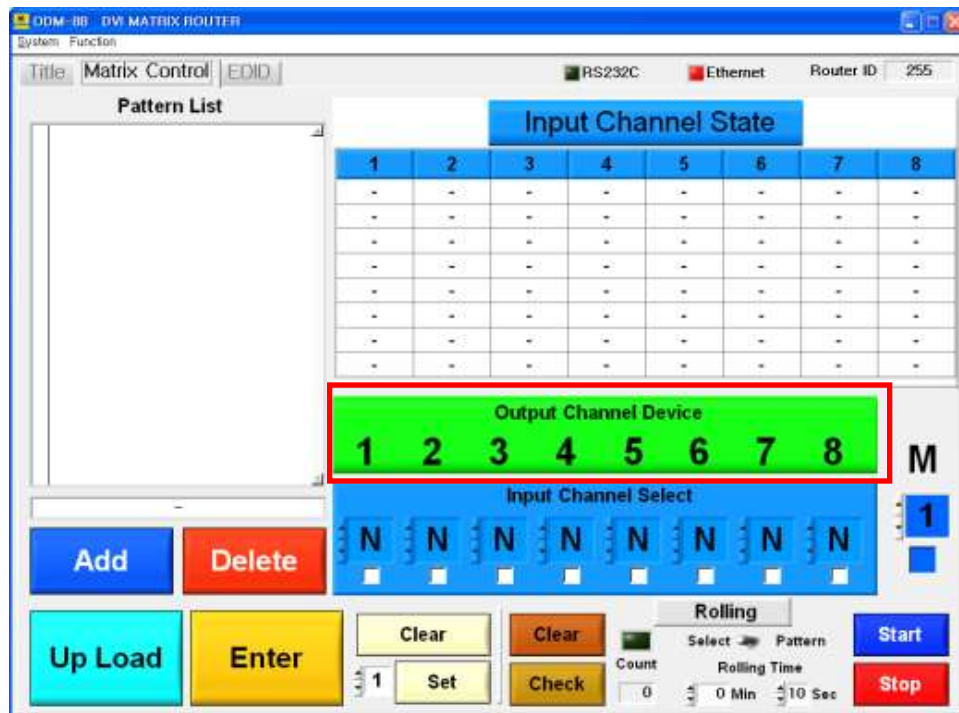 ODM-88 DVI MATRIX ROUTER
System Function
Title Matrix Control EDID RS232C Ethernet Router ID 255
Pattern List
Input Channel State
1 2 3 4 5 6 7 8
- - - - - - - -
- - - - - - - -
- - - - - - - -
- - - - - - - -
- - - - - - - -
- - - - - - - -
- - - - - - - -
- - - - - - - -
Output Channel Device
1 2 3 4 5 6 7 8
M
-
Input Channel Select
N N N N N N N N
1
Add Delete
Up Load Enter
Clear
1 Set
Clear
Check
Rolling
Select Pattern
Count
0
Rolling Time
0 Min 10 Sec
Start
Stop